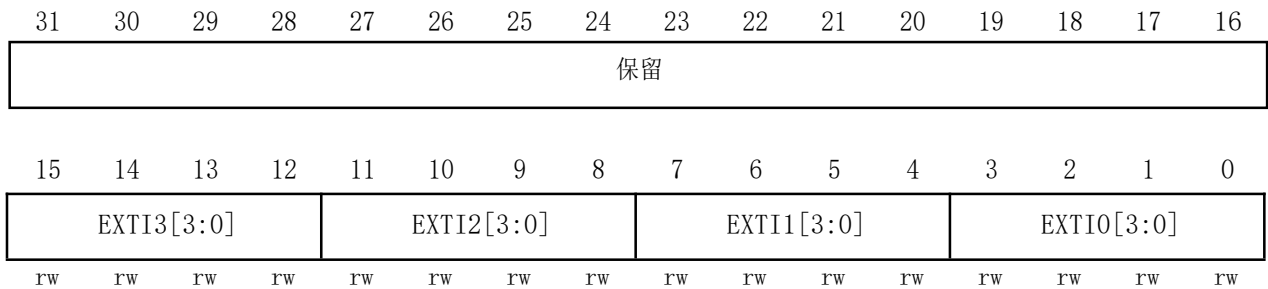 31 30 29 28 27 26 25 24 23 22 21 20 19 18 17 16
保留
15 14 13 12 11 10 9 8 7 6 5 4 3 2 1 0
EXTI3[3:0] EXTI2[3:0] EXTI1[3:0] EXTI0[3:0]
rw rw rw rw rw rw rw rw rw rw rw rw rw rw rw rw